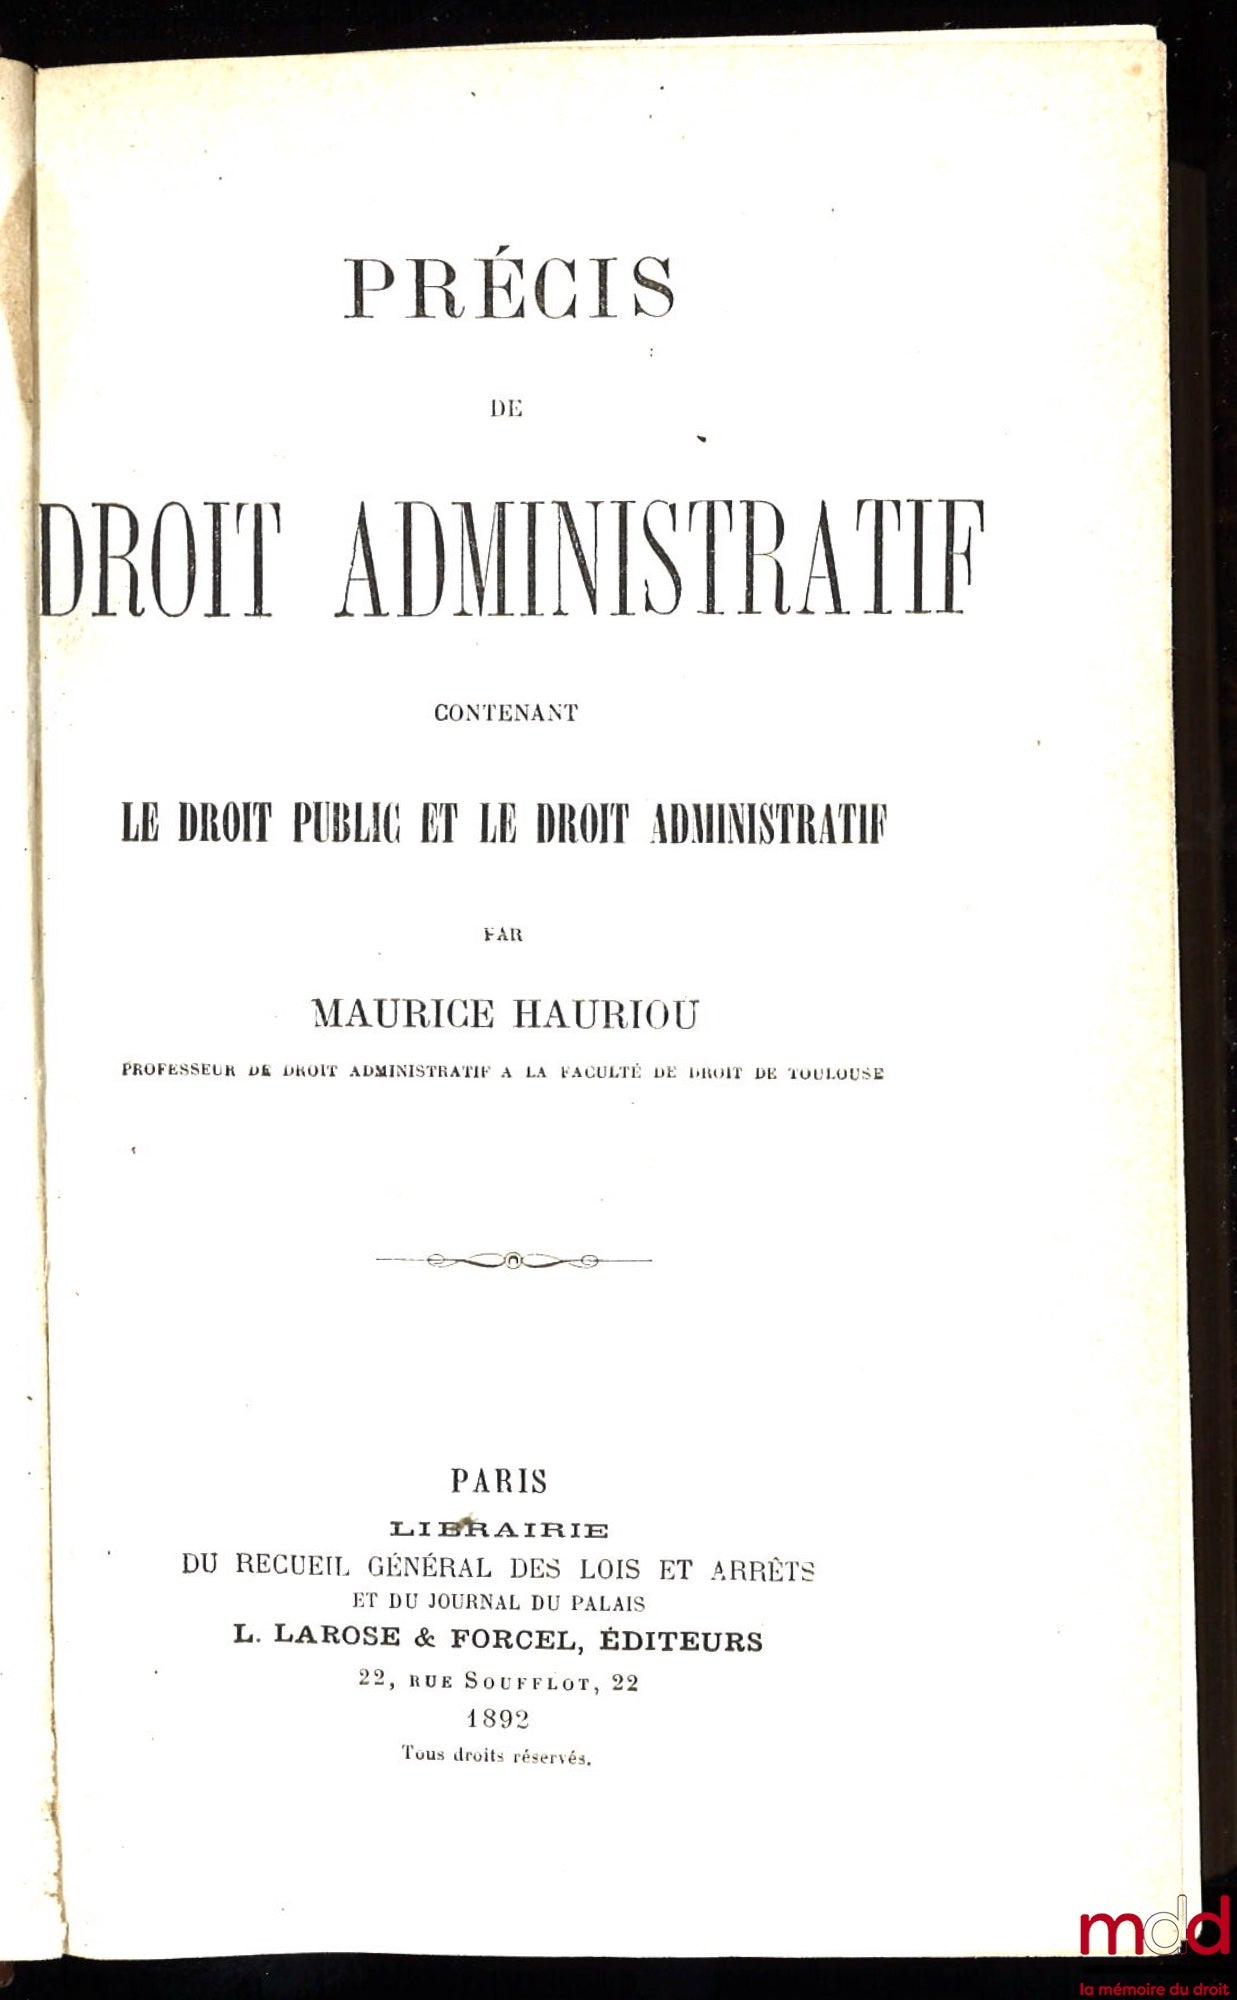 PRÉCIS
DE
DROIT ADMINISTRATIF
CONTENANT
LE DROIT PUBLIC ET LE DROIT ADMINISTRATIF
PAR
MAURICE HAURIOU
PROFESSEUR DE DROIT ADMINISTRATIF A LA FACULTÉ DE DROIT DE TOULOUSE
PARIS
LIBRAIRIE
DU RECUEIL GÉNÉRAL DES LOIS ET ARRÊTS
ET DU JOURNAL DU PALAIS
L. LAROSE & FORCEL, ÉDITEURS
22, RUE SOUFFLOT, 22
1892
Tous droits réservés.
mdd
la mémoire du droit